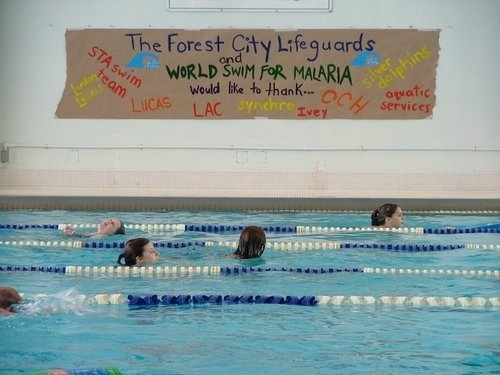 The Forest City Lifeguards
and
WORLD SWIM FOR MALARIA
would like to thank...
STA swim team
London Laser
LUCAS
LAC
synchro
Ivey
OCH
silver dolphins
aquatic services